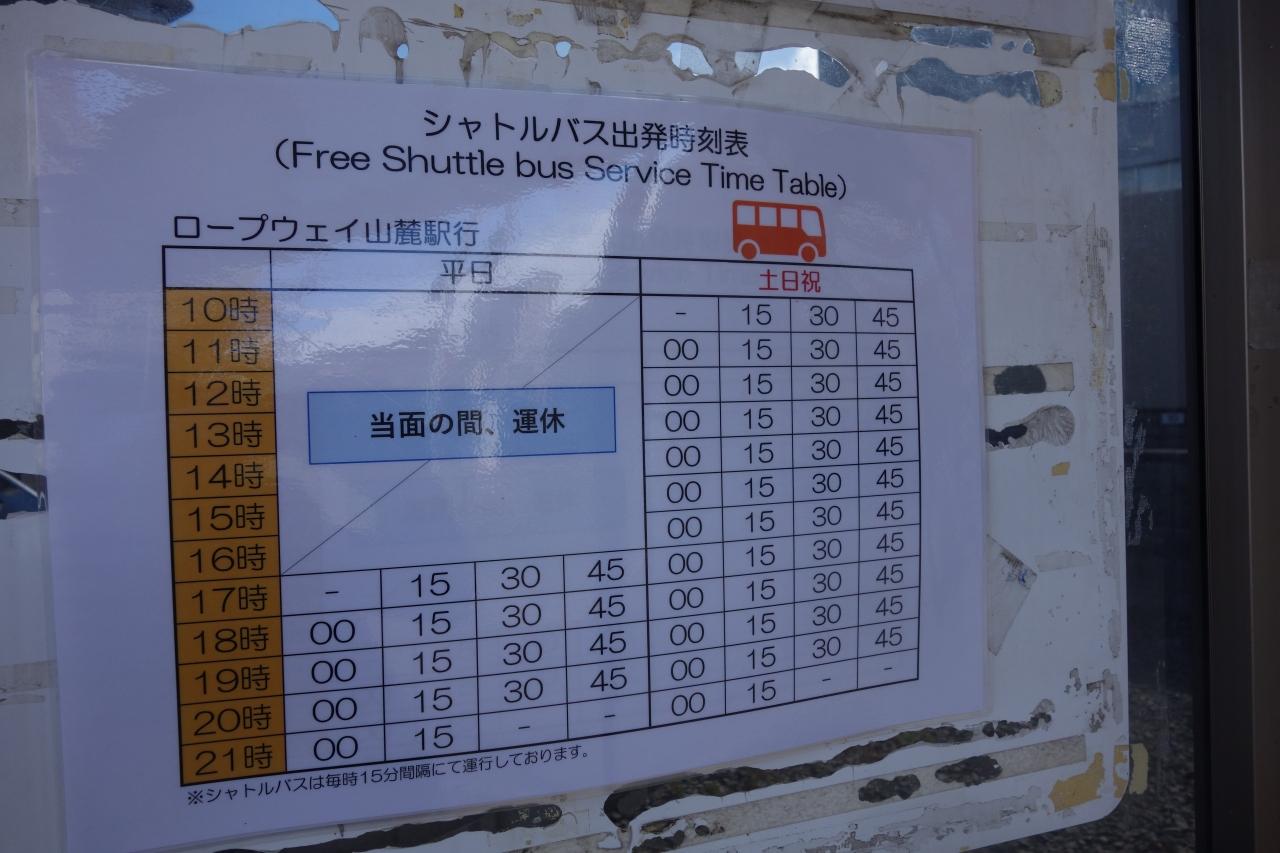 シャトルバス出発時刻表
(Free Shuttle bus Service Time Table)
ロープウェイ山麓駅行
平日 土日祝
10時 - 15 30 45
11時 00 15 30 45
12時 00 15 30 45
13時 当面の間、運休 00 15 30 45
14時 00 15 30 45
15時 00 15 30 45
16時 00 15 30 45
17時 - 15 30 45 00 15 30 45
18時 00 15 30 45 00 15 30 45
19時 00 15 30 45 00 15 30 45
20時 00 15 30 45 00 15 30 45
21時 00 15 - - 00 15 - -
※シャトルバスは毎時15分間隔にて運行しております。